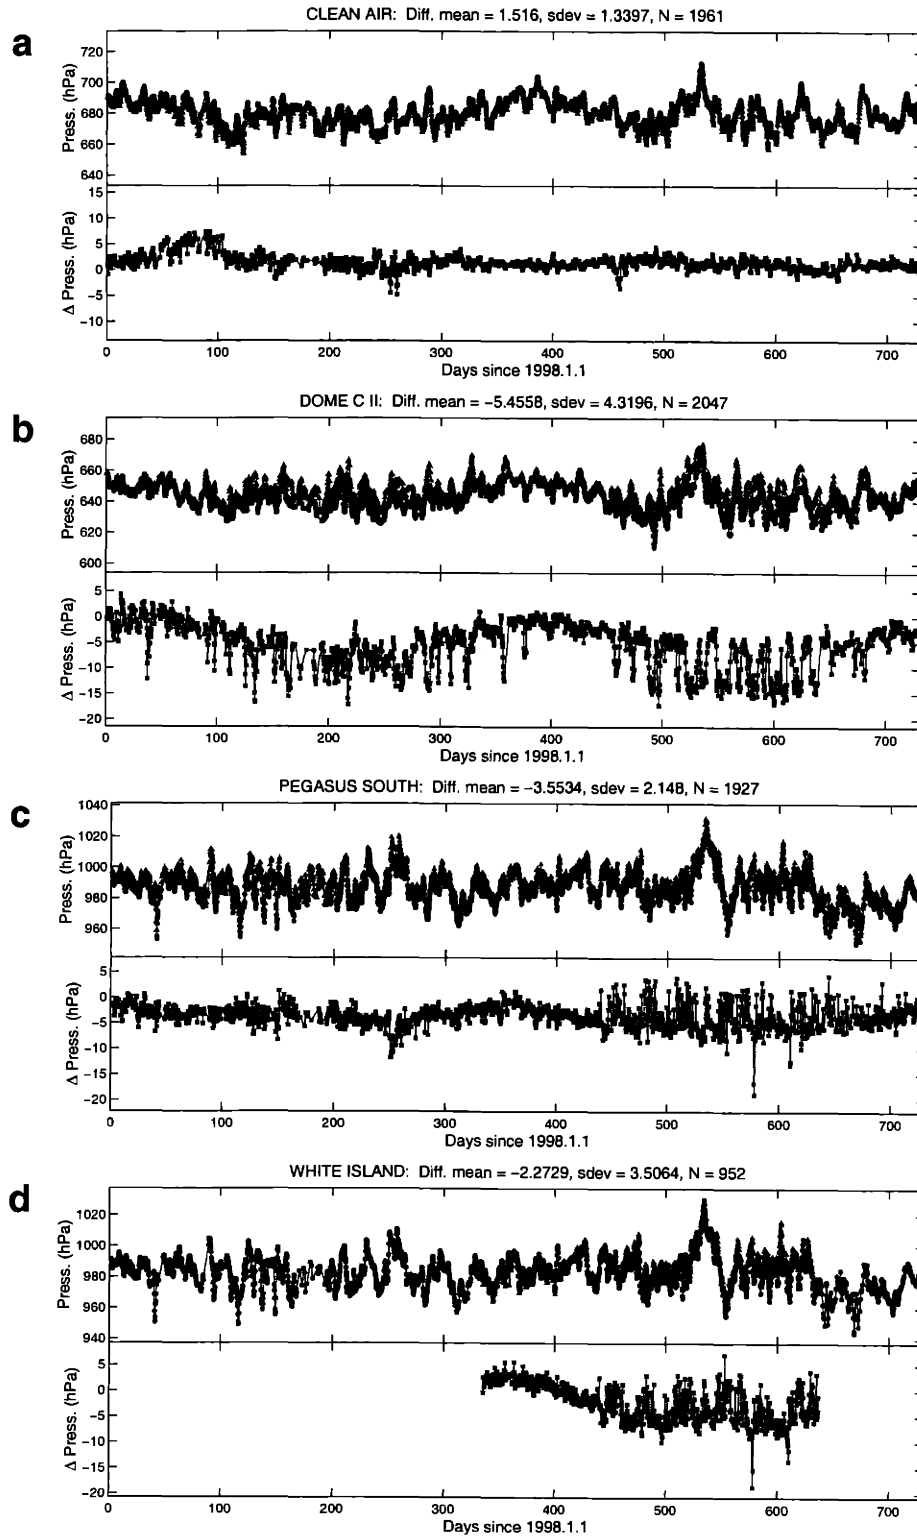 a
CLEAN AIR: Diff. mean = 1.516, sdev = 1.3397, N = 1961
Press. (hPa)
720
700
680
660
640
Δ Press. (hPa)
15
10
5
0
−5
−10
0 100 200 300 400 500 600 700
Days since 1998.1.1
b
DOME C II: Diff. mean = −5.4558, sdev = 4.3196, N = 2047
Press. (hPa)
680
660
640
620
600
Δ Press. (hPa)
5
0
−5
−10
−15
−20
0 100 200 300 400 500 600 700
Days since 1998.1.1
c
PEGASUS SOUTH: Diff. mean = −3.5534, sdev = 2.148, N = 1927
Press. (hPa)
1040
1020
1000
980
960
Δ Press. (hPa)
5
0
−5
−10
−15
−20
0 100 200 300 400 500 600 700
Days since 1998.1.1
d
WHITE ISLAND: Diff. mean = −2.2729, sdev = 3.5064, N = 952
Press. (hPa)
1020
1000
980
960
940
Δ Press. (hPa)
5
0
−5
−10
−15
−20
0 100 200 300 400 500 600 700
Days since 1998.1.1